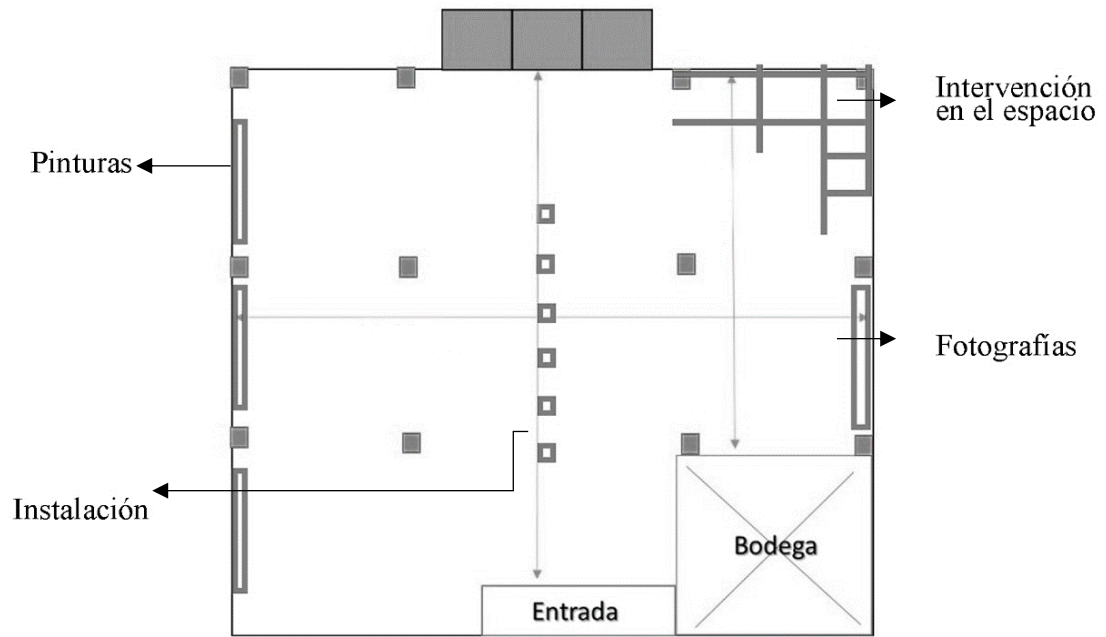 Intervención
en el espacio
Pinturas
Fotografías
Instalación
Bodega
Entrada